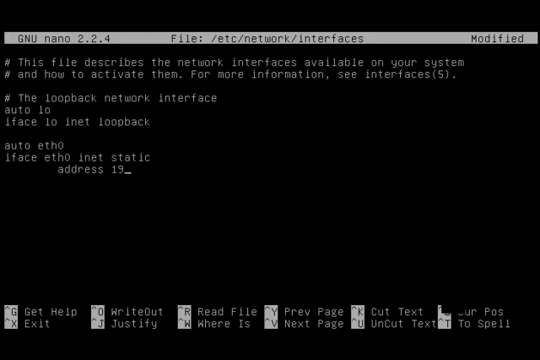 GNU nano 2.2.4 File: /etc/network/interfaces Modified
# This file describes the network interfaces available on your system
# and how to activate them. For more information, see interfaces(5).
# The loopback network interface
auto lo
iface lo inet loopback
auto eth0
iface eth0 inet static
address 19_
^G Get Help ^O WriteOut ^R Read File ^Y Prev Page ^K Cut Text Cur Pos
^X Exit ^J Justify ^W Where Is ^V Next Page ^U UnCut Text ^T To Spell